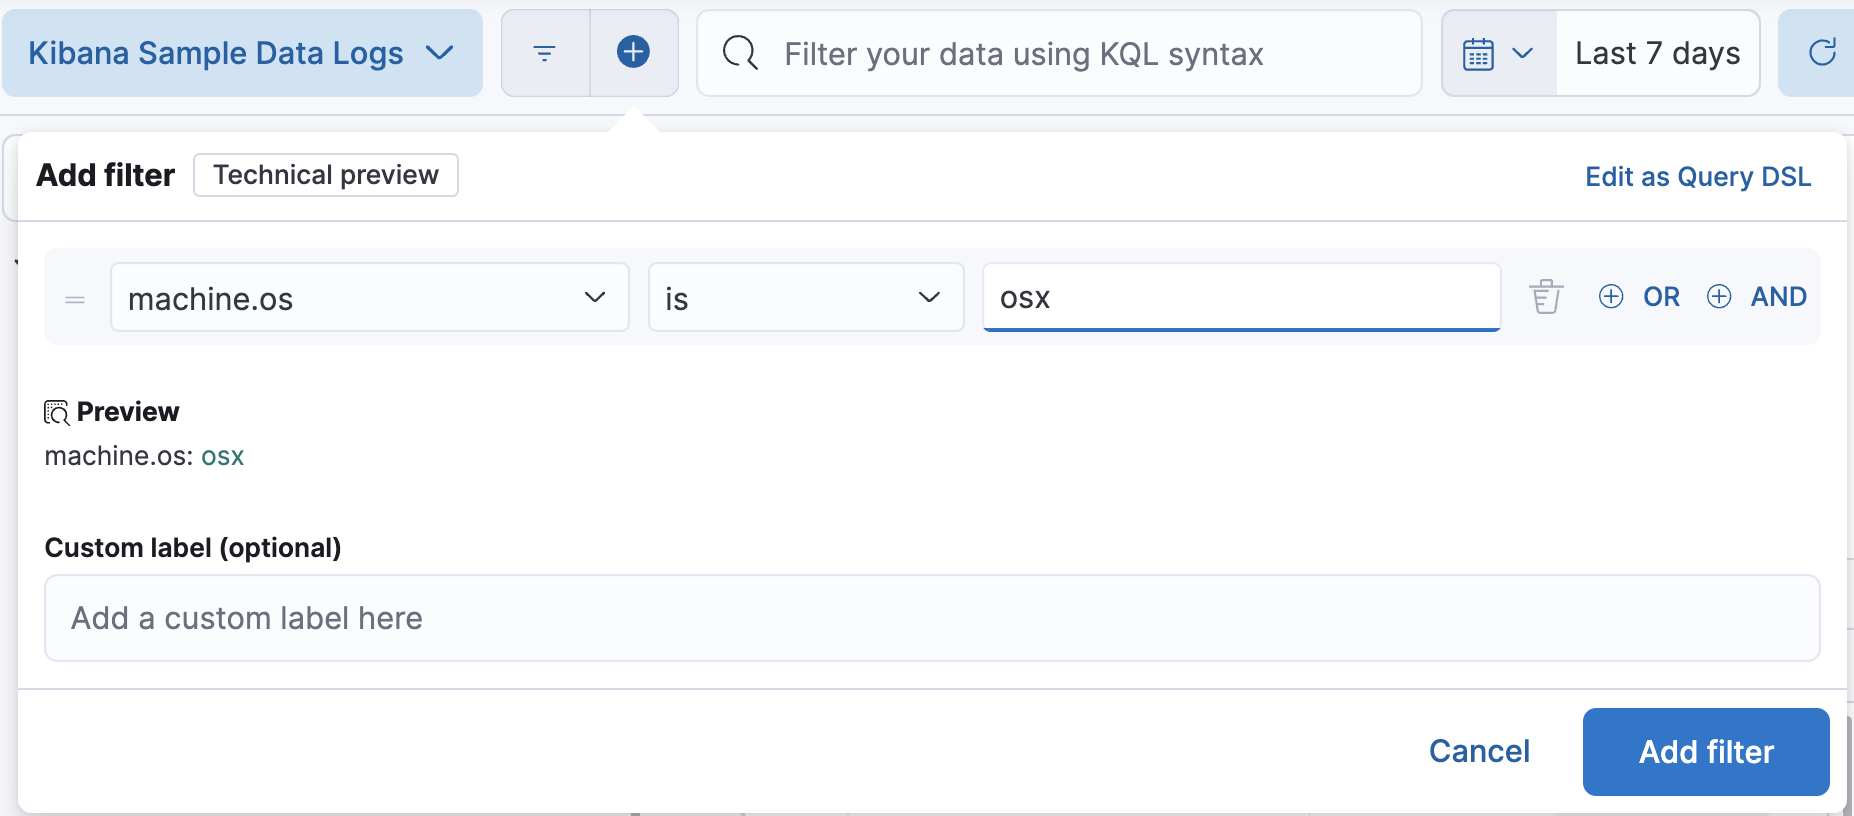 Kibana Sample Data Logs Filter your data using KQL syntax Last 7 days
Add filter Technical preview Edit as Query DSL
machine.os is osx OR AND
Preview
machine.os: osx
Custom label (optional)
Add a custom label here
Cancel Add filter